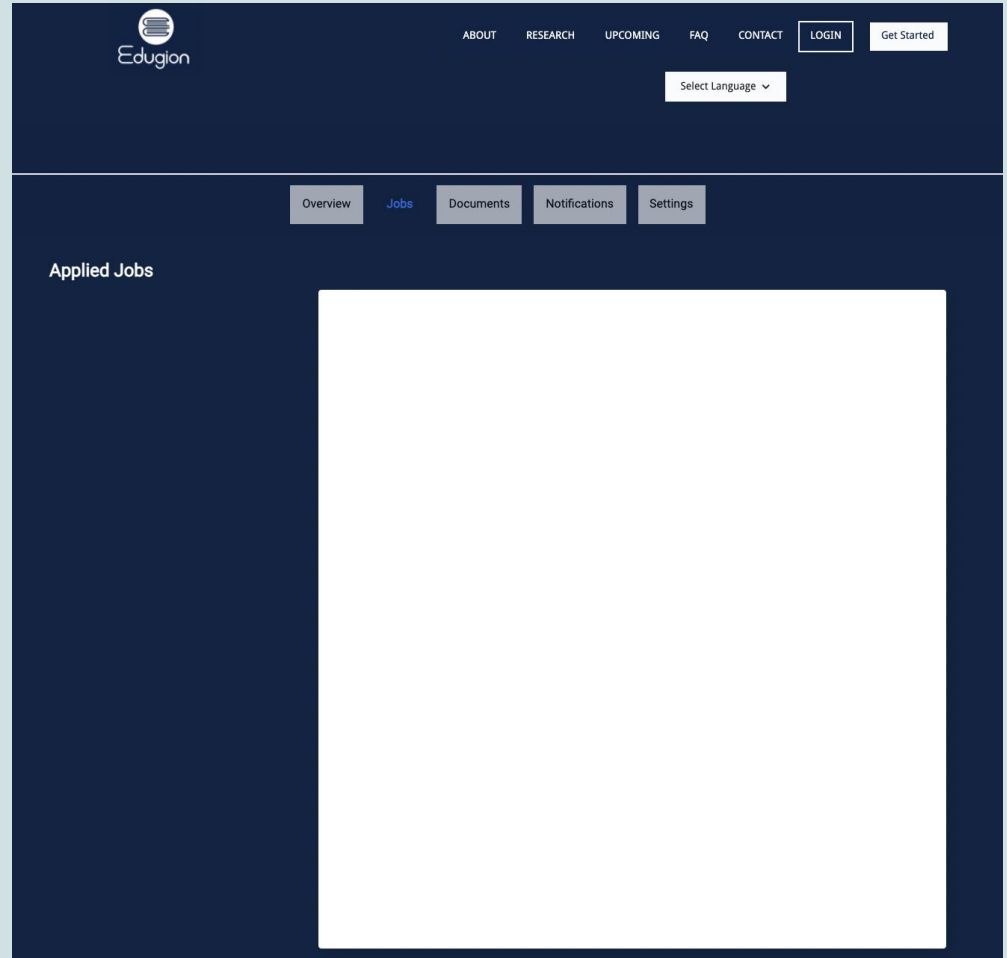 Edugion
ABOUT RESEARCH UPCOMING FAQ CONTACT LOGIN Get Started
Select Language
Overview Jobs Documents Notifications Settings
Applied Jobs